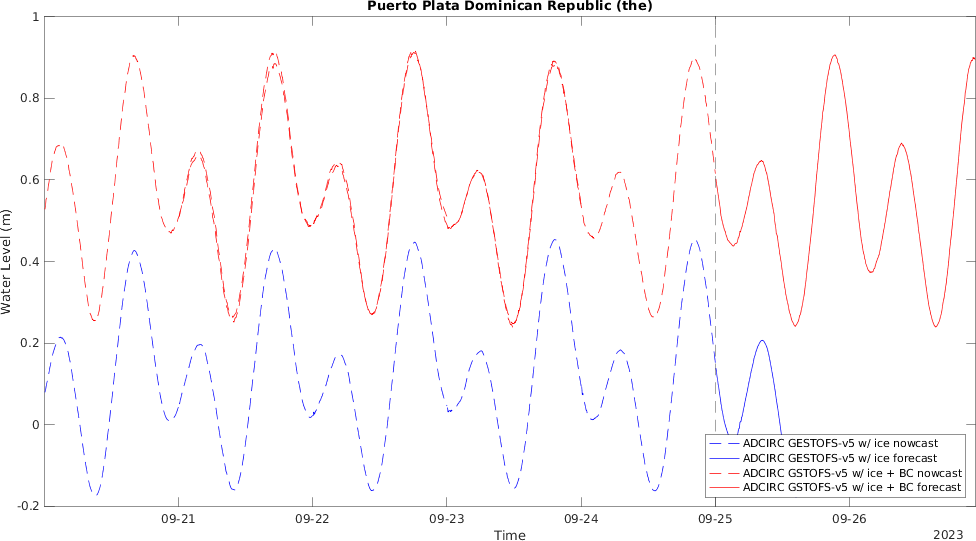 Puerto Plata Dominican Republic (the)
Water Level (m)
1
0.8
0.6
0.4
0.2
0
-0.2
ADCIRC GESTOFS-v5 w/ ice nowcast
ADCIRC GESTOFS-v5 w/ ice forecast
ADCIRC GSTOFS-v5 w/ ice + BC nowcast
ADCIRC GSTOFS-v5 w/ ice + BC forecast
09-21 09-22 09-23 09-24 09-25 09-26
Time
2023